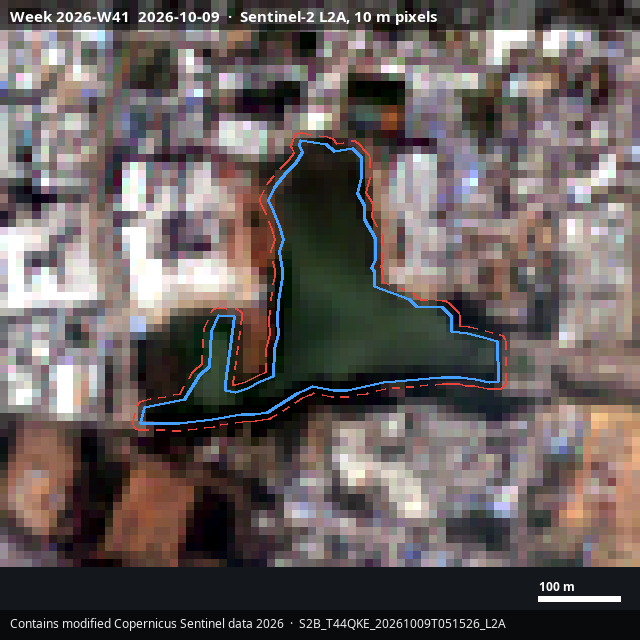 Week 2026-W41  2026-10-09  ·  Sentinel-2 L2A, 10 m pixels
100 m
Contains modified Copernicus Sentinel data 2026  ·  S2B_T44QKE_20261009T051526_L2A